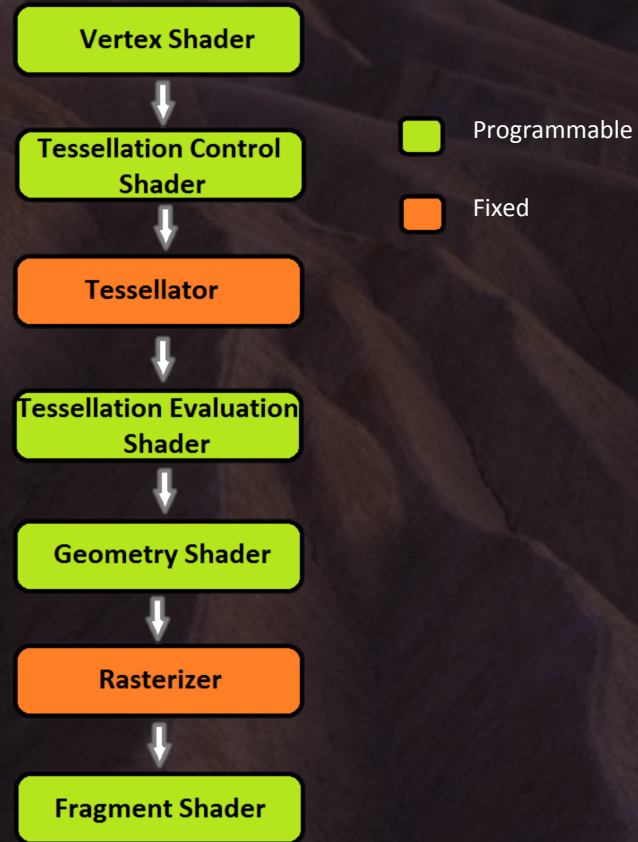 Vertex Shader
Tessellation Control
Shader
Tessellator
Tessellation Evaluation
Shader
Geometry Shader
Rasterizer
Fragment Shader
Programmable
Fixed